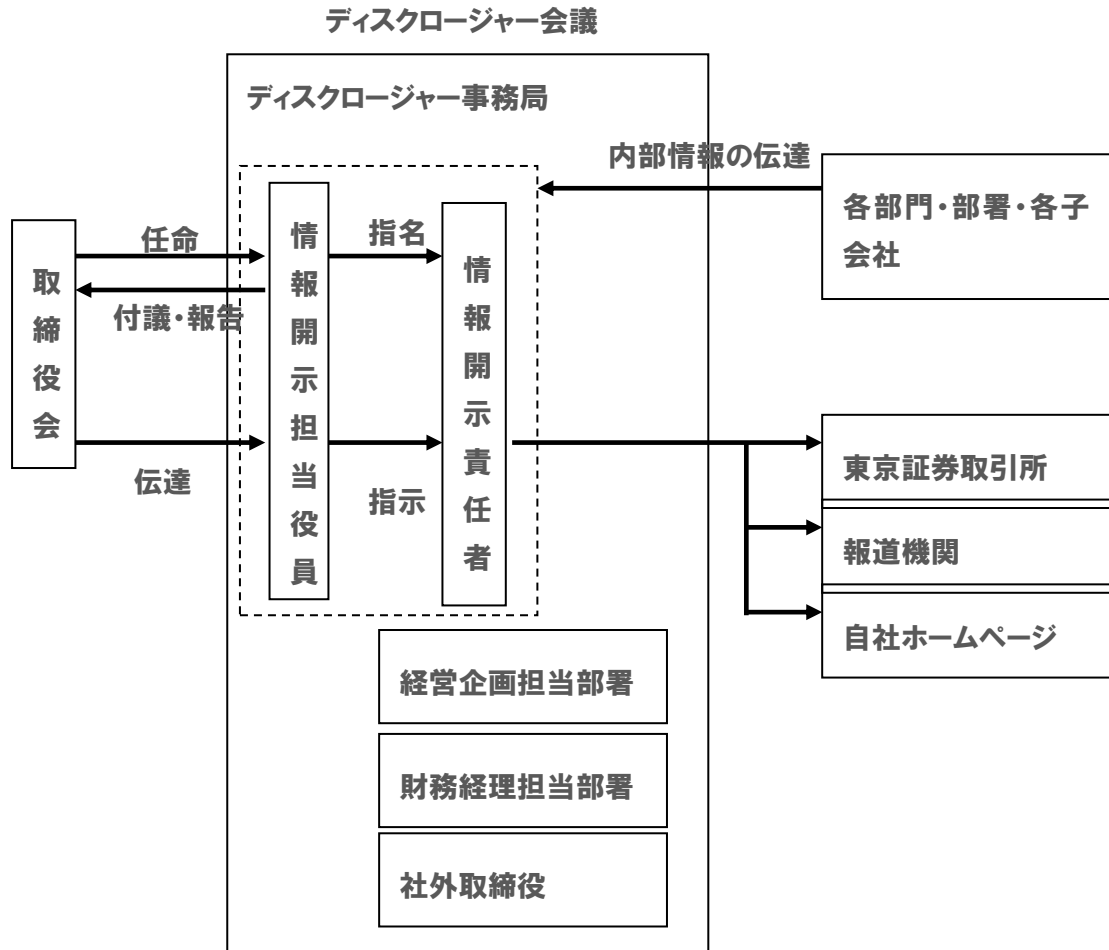 ディスクロージャー会議
ディスクロージャー事務局
内部情報の伝達
各部門・部署・各子
会社
任命
指名
取締役会
情報開示担当役員
情報開示責任者
付議・報告
伝達
指示
東京証券取引所
報道機関
自社ホームページ
経営企画担当部署
財務経理担当部署
社外取締役